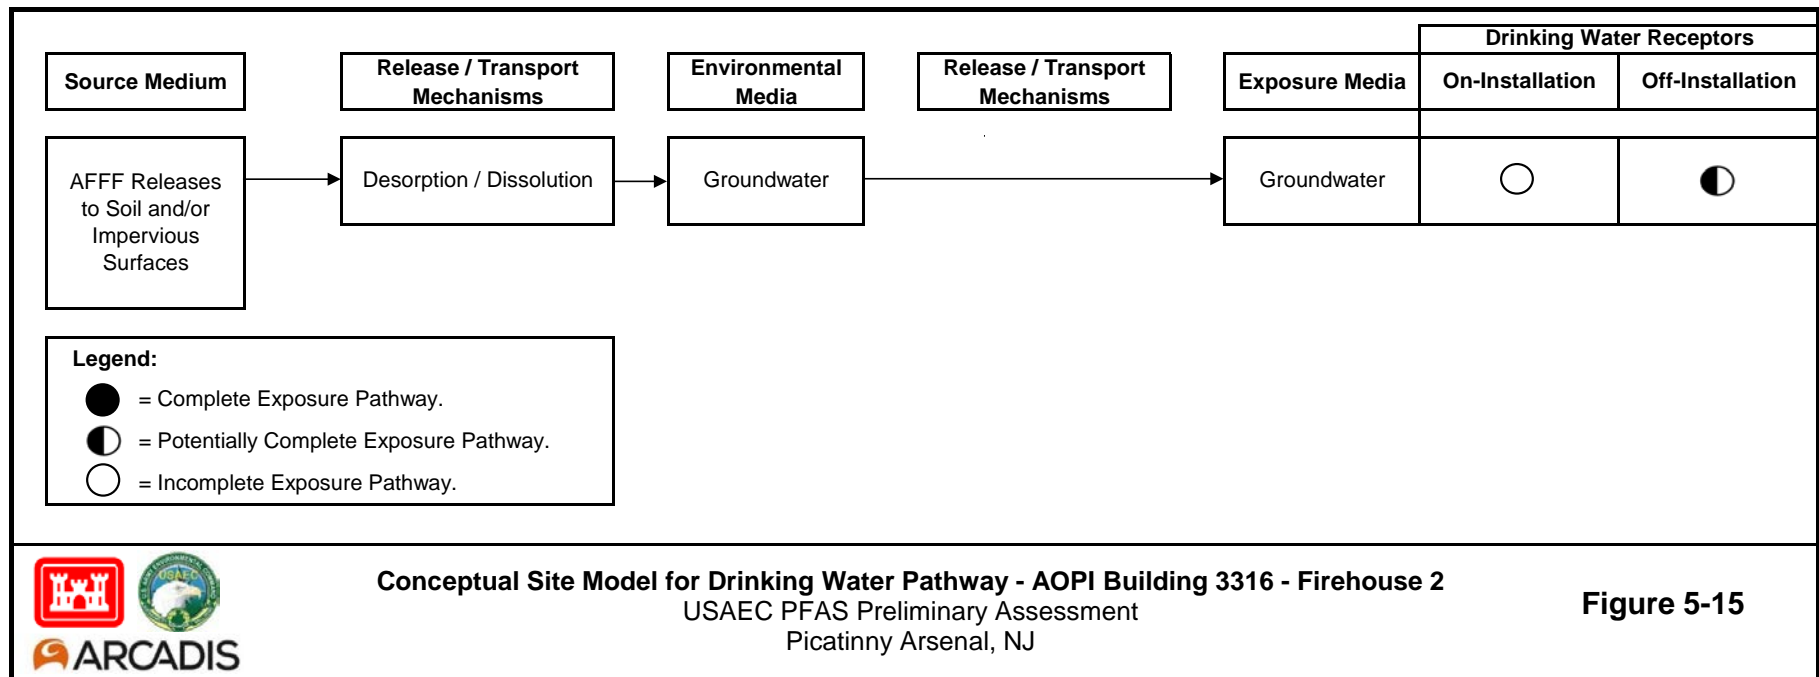 Drinking Water Receptors
Source Medium
Release / Transport
Mechanisms
Environmental
Media
Release / Transport
Mechanisms
Exposure Media
On-Installation
Off-Installation
AFFF Releases
to Soil and/or
Impervious
Surfaces
Desorption / Dissolution
Groundwater
Groundwater
Legend:
= Complete Exposure Pathway.
= Potentially Complete Exposure Pathway.
= Incomplete Exposure Pathway.
USAEC
ARCADIS
Conceptual Site Model for Drinking Water Pathway - AOPI Building 3316 - Firehouse 2
USAEC PFAS Preliminary Assessment
Picatinny Arsenal, NJ
Figure 5-15